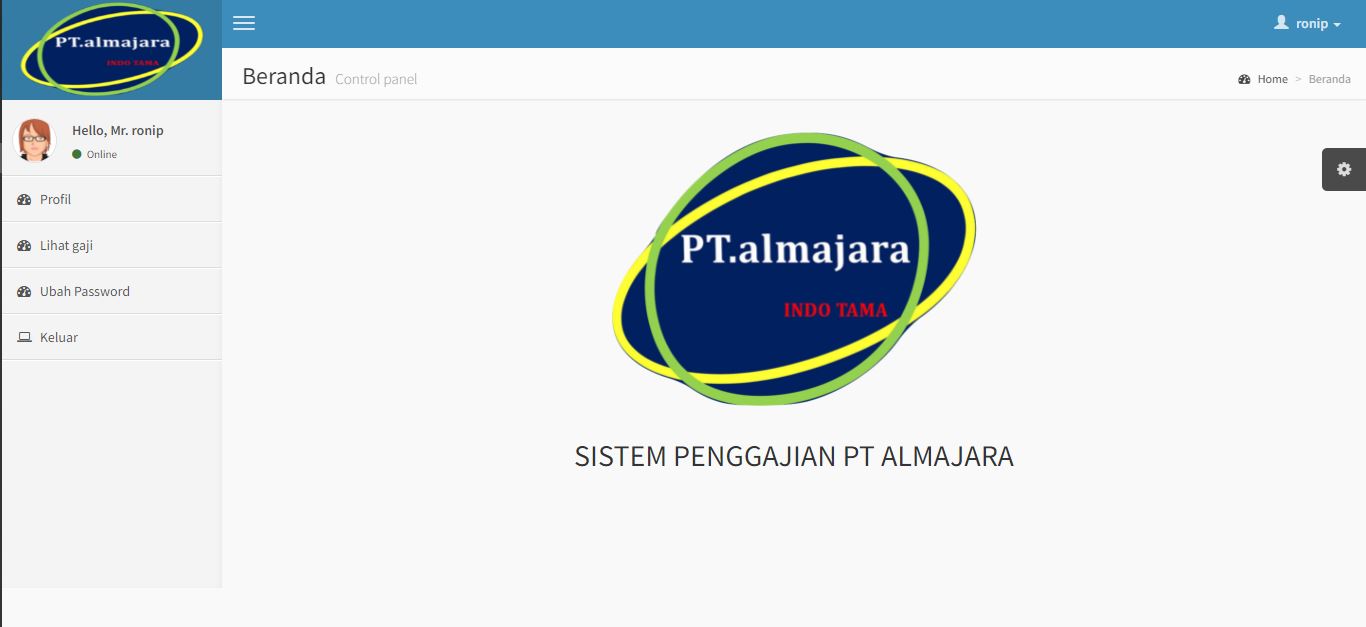 PT.almajara
INDO TAMA
ronip
Beranda Control panel
Home > Beranda
Hello, Mr. ronip
Online
Profil
Lihat gaji
Ubah Password
Keluar
PT.almajara
INDO TAMA
SISTEM PENGGAJIAN PT ALMAJARA